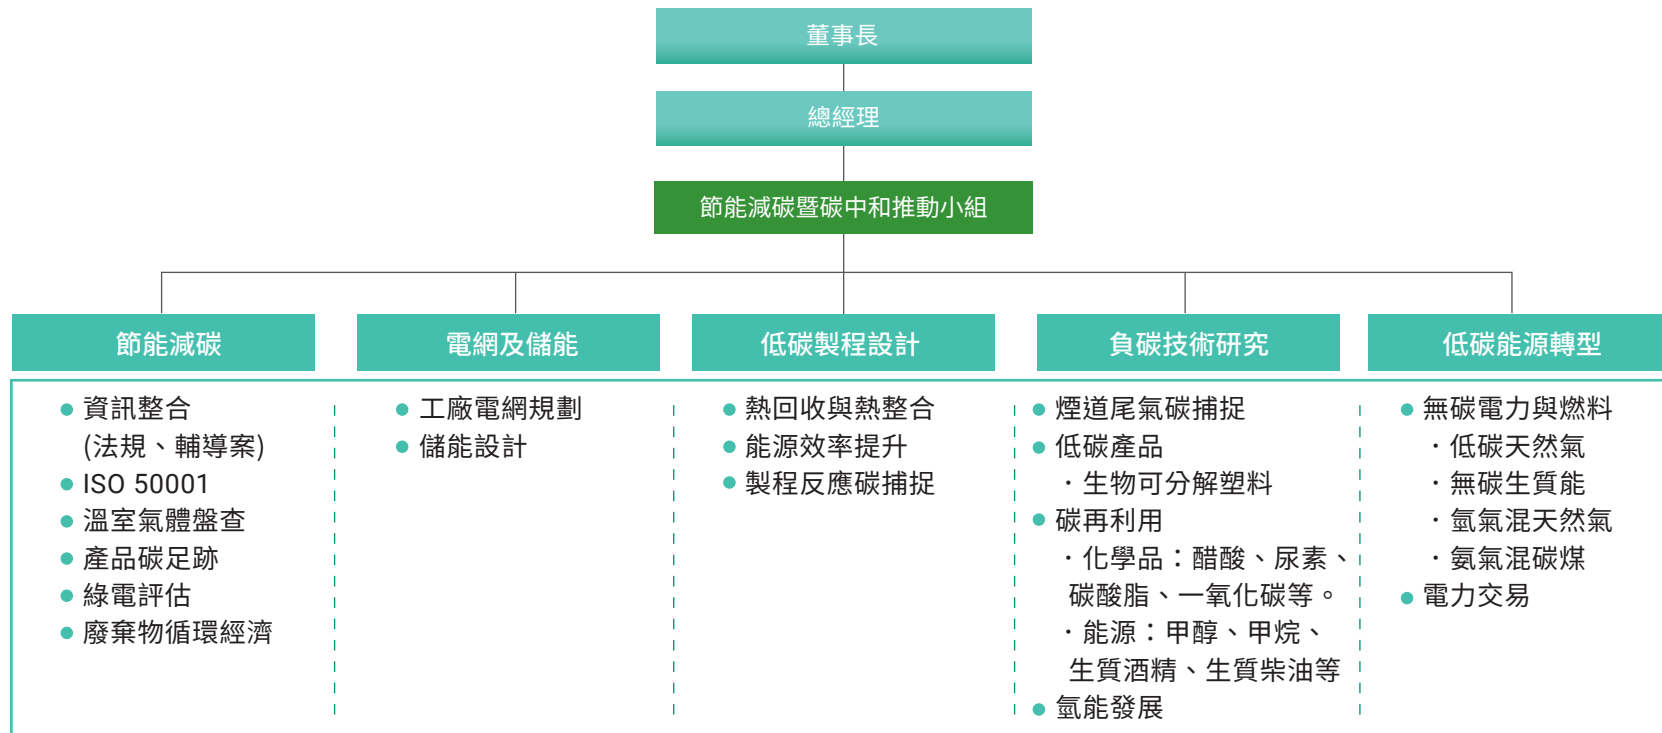 董事長
總經理
節能減碳暨碳中和推動小組
節能減碳
資訊整合
(法規、輔導案)
ISO 50001
溫室氣體盤查
產品碳足跡
綠電評估
廢棄物循環經濟
電網及儲能
工廠電網規劃
儲能設計
低碳製程設計
熱回收與熱整合
能源效率提升
製程反應碳捕捉
負碳技術研究
煙道尾氣碳捕捉
低碳產品
・生物可分解塑料
碳再利用
・化學品：醋酸、尿素、
碳酸脂、一氧化碳等。
・能源：甲醇、甲烷、
生質酒精、生質柴油等
氫能發展
低碳能源轉型
無碳電力與燃料
・低碳天然氣
・無碳生質能
・氫氣混天然氣
・氨氣混碳煤
電力交易